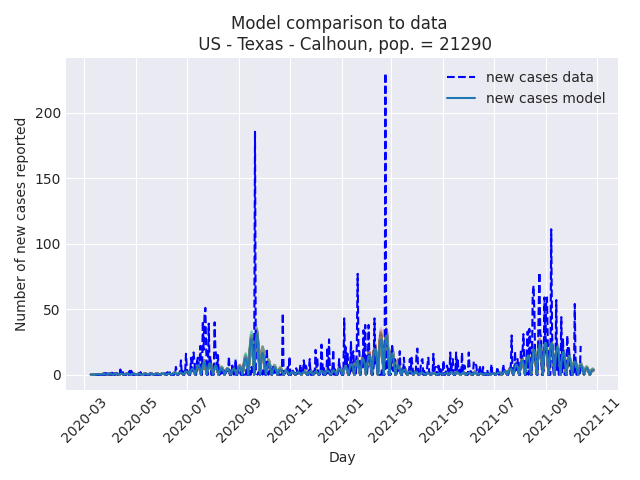 Model comparison to data
US - Texas - Calhoun, pop. = 21290
new cases data
new cases model
Number of new cases reported
200
150
100
50
0
2020-03
2020-05
2020-07
2020-09
2020-11
2021-01
2021-03
2021-05
2021-07
2021-09
2021-11
Day